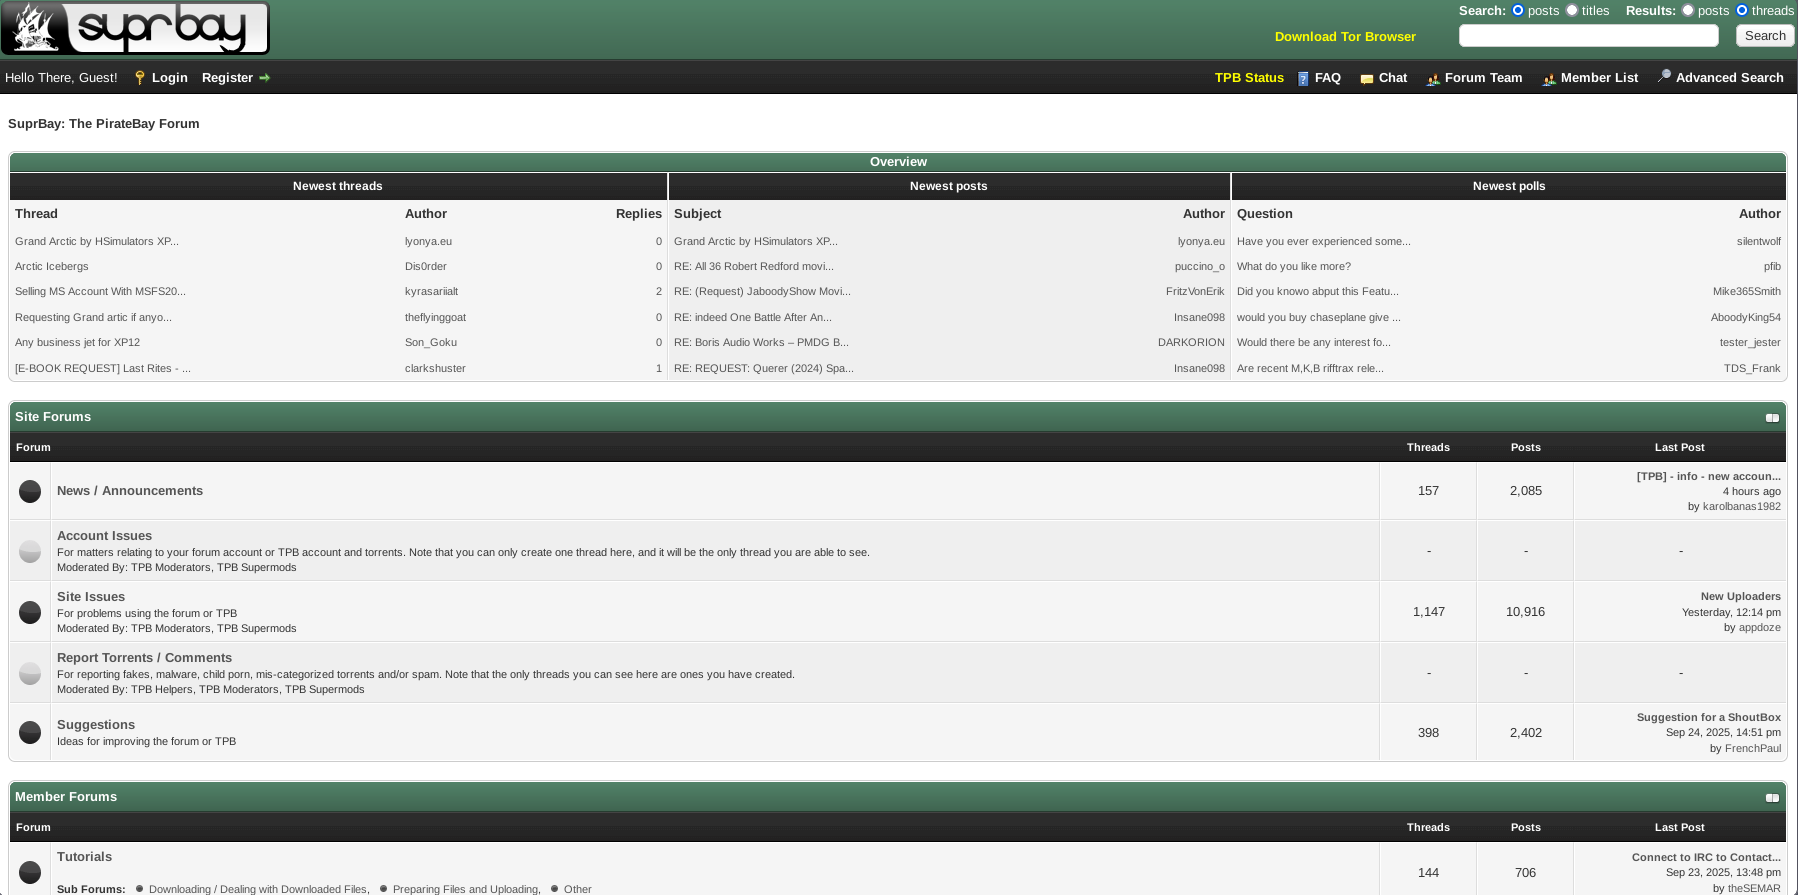 suprbay
Search: posts titles Results: posts threads
Download Tor Browser Search
Hello There, Guest! Login Register
TPB Status FAQ Chat Forum Team Member List Advanced Search
SuprBay: The PirateBay Forum
Overview
Newest threads Newest posts Newest polls
Thread Author Replies Subject Author Question Author
Grand Arctic by HSimulators XP... lyonya.eu 0 Grand Arctic by HSimulators XP... lyonya.eu Have you ever experienced some... silentwolf
Arctic Icebergs Dis0rder 0 RE: All 36 Robert Redford movi... puccino_o What do you like more? pfib
Selling MS Account With MSFS20... kyrasariialt 2 RE: (Request) JaboodyShow Movi... FritzVonErik Did you knowo abput this Featu... Mike365Smith
Requesting Grand artic if anyo... theflyinggoat 0 RE: indeed One Battle After An... Insane098 would you buy chaseplane give ... AboodyKing54
Any business jet for XP12 Son_Goku 0 RE: Boris Audio Works – PMDG B... DARKORION Would there be any interest fo... tester_jester
[E-BOOK REQUEST] Last Rites - ... clarkshuster 1 RE: REQUEST: Querer (2024) Spa... Insane098 Are recent M,K,B rifftrax rele... TDS_Frank
Site Forums
Forum Threads Posts Last Post
News / Announcements 157 2,085 [TPB] - info - new accoun...
4 hours ago
by karolbanas1982
Account Issues
For matters relating to your forum account or TPB account and torrents. Note that you can only create one thread here, and it will be the only thread you are able to see. - - -
Moderated By: TPB Moderators, TPB Supermods
Site Issues New Uploaders
For problems using the forum or TPB 1,147 10,916 Yesterday, 12:14 pm
Moderated By: TPB Moderators, TPB Supermods by appdoze
Report Torrents / Comments
For reporting fakes, malware, child porn, mis-categorized torrents and/or spam. Note that the only threads you can see here are ones you have created. - - -
Moderated By: TPB Helpers, TPB Moderators, TPB Supermods
Suggestions Suggestion for a ShoutBox
Ideas for improving the forum or TPB 398 2,402 Sep 24, 2025, 14:51 pm
by FrenchPaul
Member Forums
Forum Threads Posts Last Post
Tutorials Connect to IRC to Contact...
144 706 Sep 23, 2025, 13:48 pm
Sub Forums: Downloading / Dealing with Downloaded Files, Preparing Files and Uploading, Other by theSEMAR